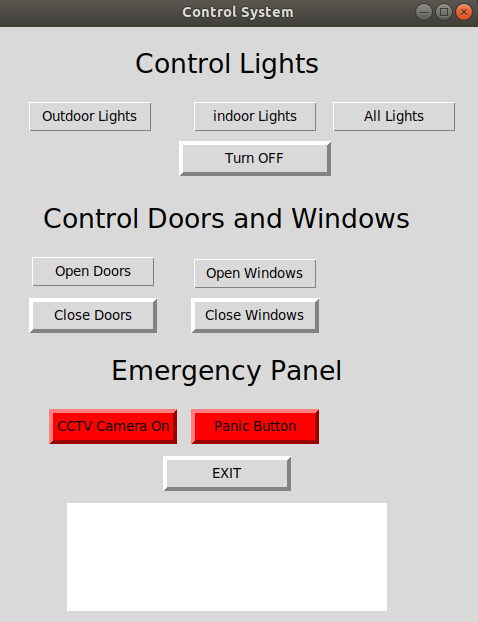 Control System
Control Lights
Outdoor Lights indoor Lights All Lights
Turn OFF
Control Doors and Windows
Open Doors Open Windows
Close Doors Close Windows
Emergency Panel
CCTV Camera On Panic Button
EXIT